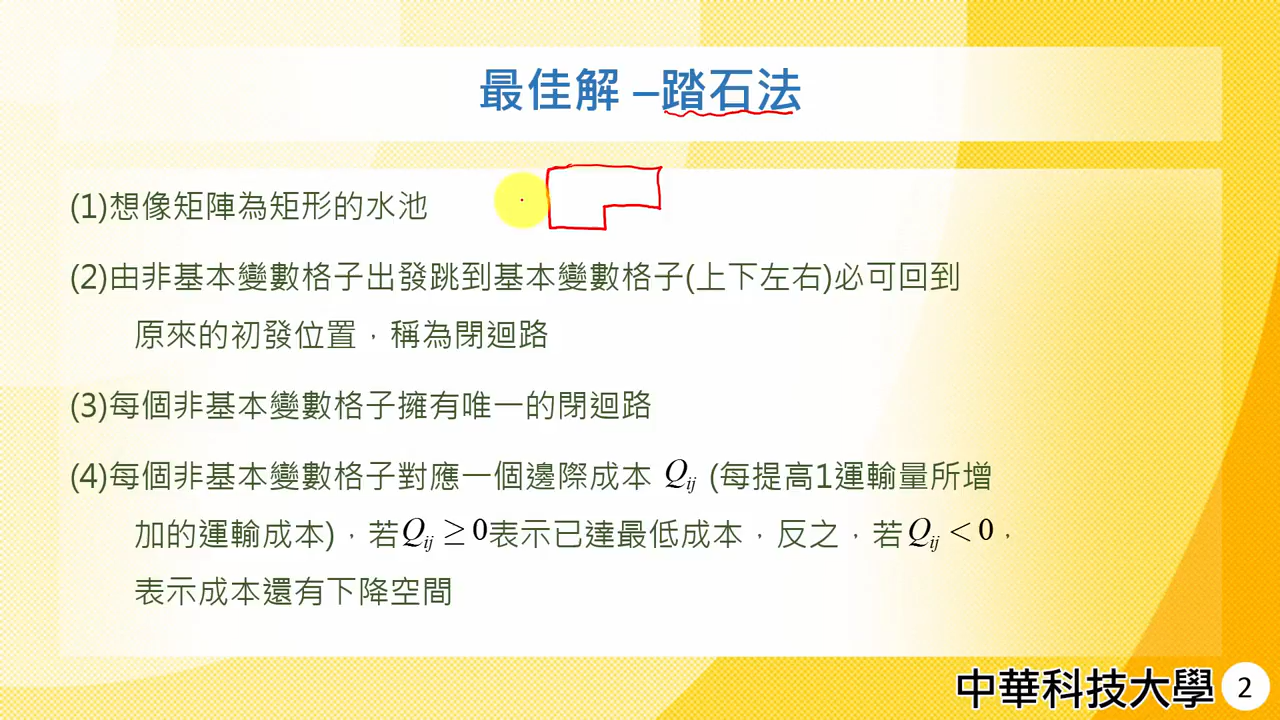 最佳解 –踏石法
(1)想像矩陣為矩形的水池
(2)由非基本變數格子出發跳到基本變數格子(上下左右)必可回到
原來的初發位置，稱為閉迴路
(3)每個非基本變數格子擁有唯一的閉迴路
(4)每個非基本變數格子對應一個邊際成本 Qij (每提高1運輸量所增
加的運輸成本)，若Qij ≥ 0表示已達最低成本，反之，若Qij < 0，
表示成本還有下降空間
中華科技大學 2